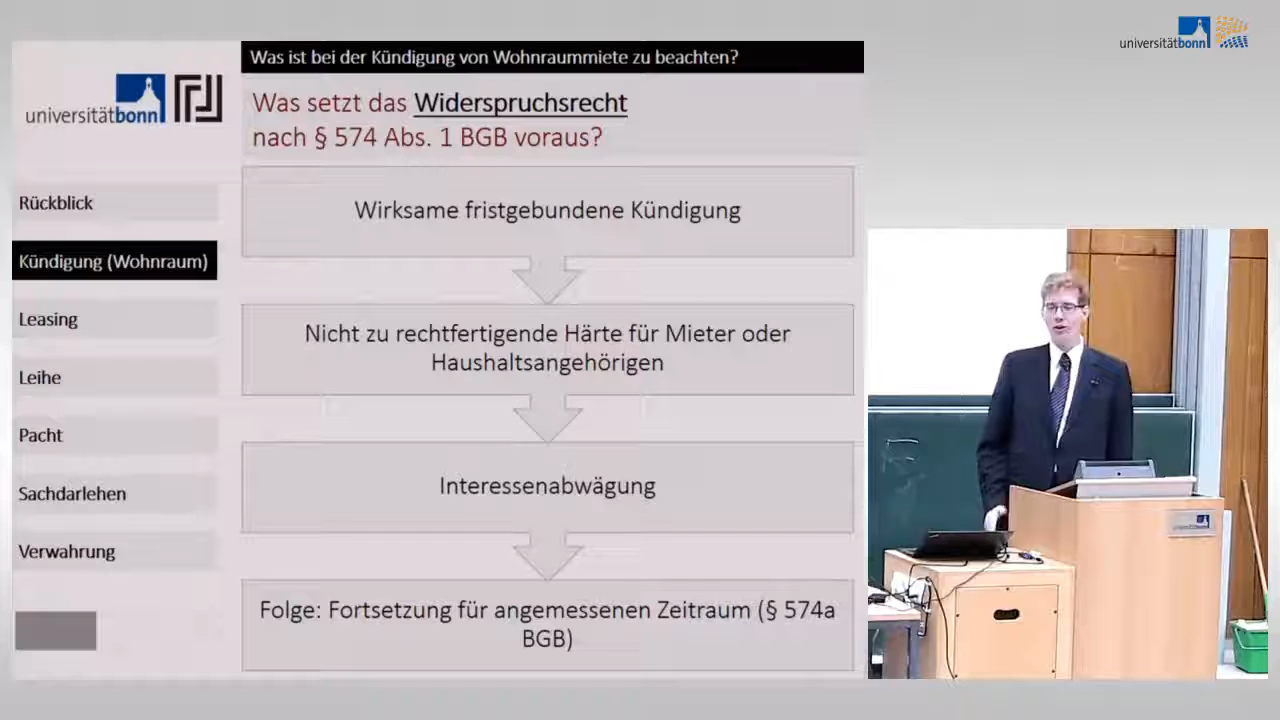 universitätbonn
Was ist bei der Kündigung von Wohnraummiete zu beachten?
universitätbonn
Was setzt das Widerspruchsrecht
nach § 574 Abs. 1 BGB voraus?
Rückblick
Kündigung (Wohnraum)
Leasing
Leihe
Pacht
Sachdarlehen
Verwahrung
Wirksame fristgebundene Kündigung
Nicht zu rechtfertigende Härte für Mieter oder
Haushaltsangehörigen
Interessenabwägung
Folge: Fortsetzung für angemessenen Zeitraum (§ 574a
BGB)